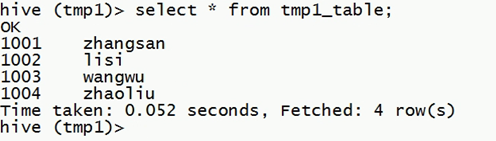 hive (tmp1)> select * from tmp1_table;
OK
1001    zhangsan
1002    lisi
1003    wangwu
1004    zhaoliu
Time taken: 0.052 seconds, Fetched: 4 row(s)
hive (tmp1)>